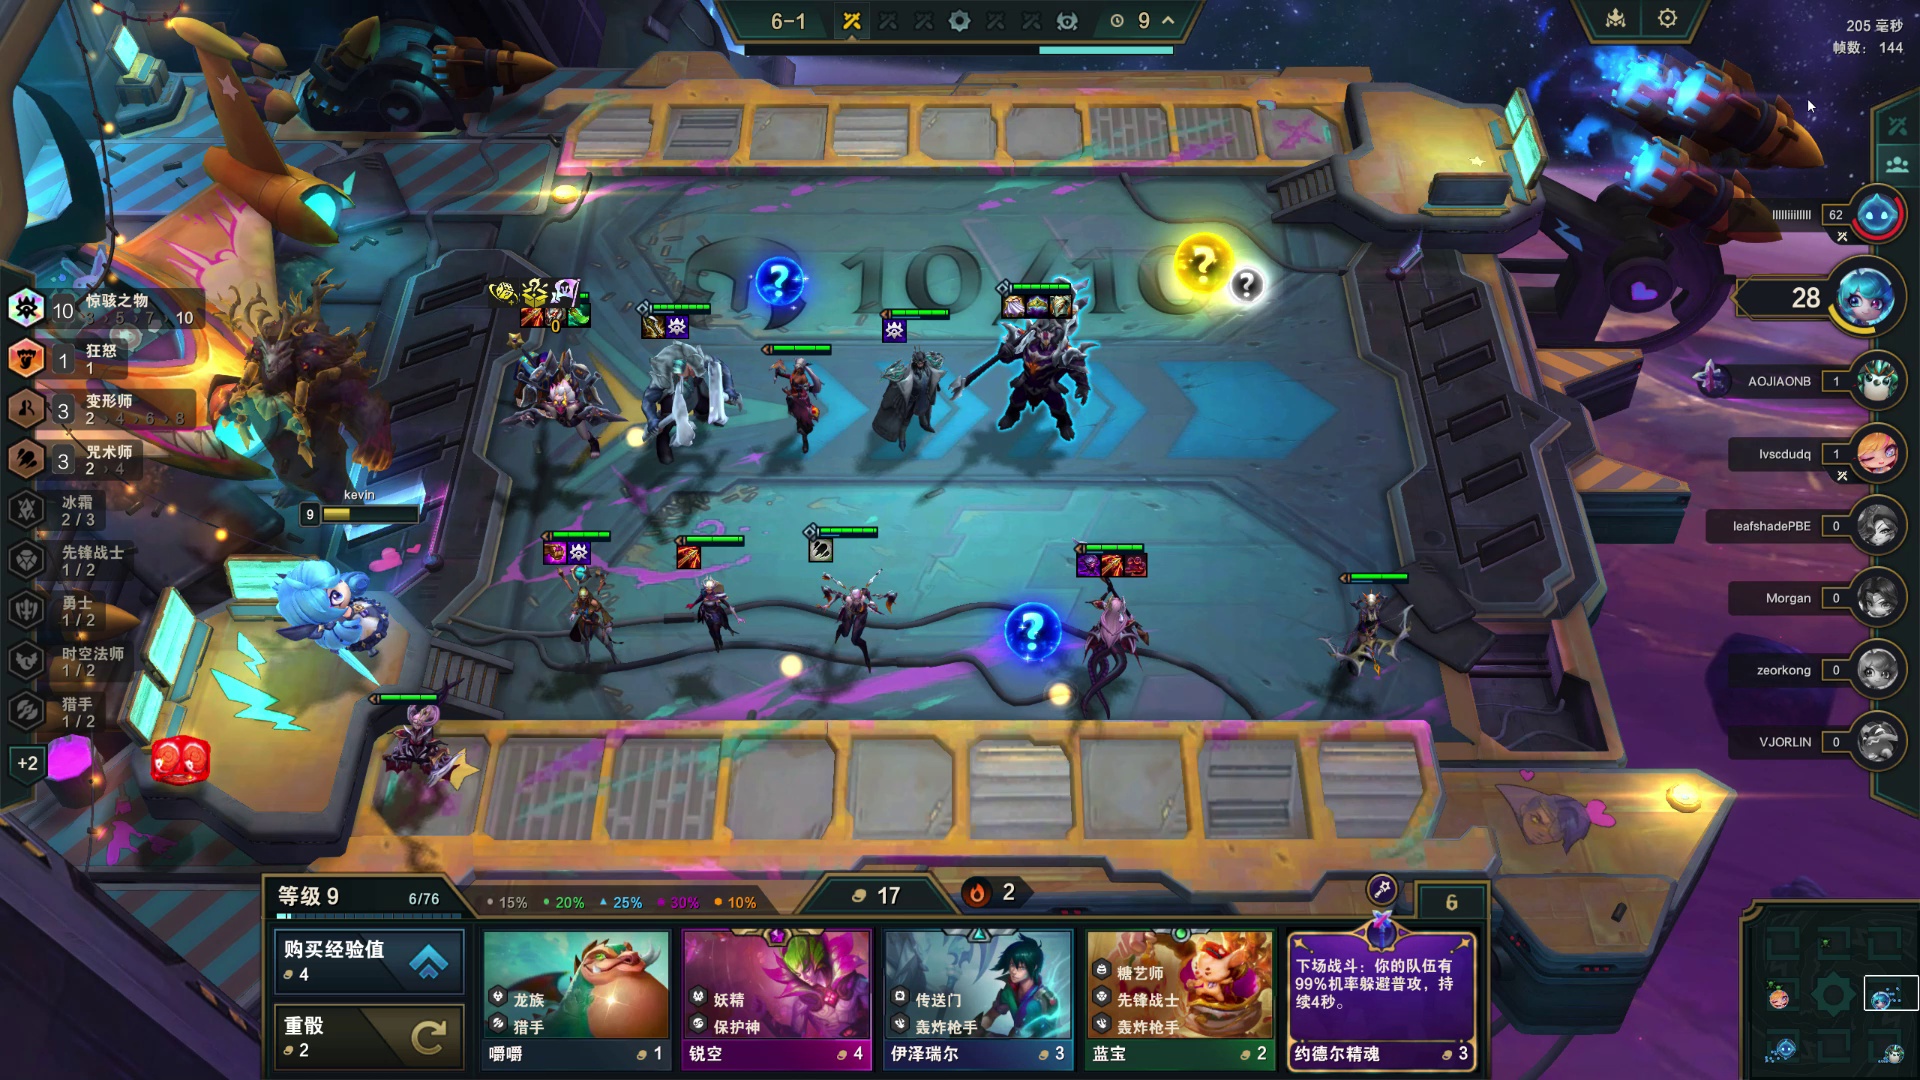 6-1
9
205 毫秒
帧数： 144
10/10
10
惊骇之物
3 › 5 › 7 › 10
1
狂怒
1
3
变形师
2 › 4 › 6 › 8
3
咒术师
2 › 4
冰霜
2 / 3
先锋战士
1 / 2
勇士
1 / 2
时空法师
1 / 2
猎手
1 / 2
+2
kevin
9
0
62
28
AOJIAONB
1
lvscdudq
1
leafshadePBE
0
Morgan
0
zeorkong
0
VJORLIN
0
等级 9
6/76
15%
20%
25%
30%
10%
17
2
6
购买经验值
4
重骰
2
龙族
猎手
嚼嚼
1
妖精
保护神
锐空
4
传送门
轰炸枪手
伊泽瑞尔
3
糖艺师
先锋战士
轰炸枪手
蓝宝
2
下场战斗：你的队伍有
99%机率躲避普攻，持
续4秒。
约德尔精魂
3